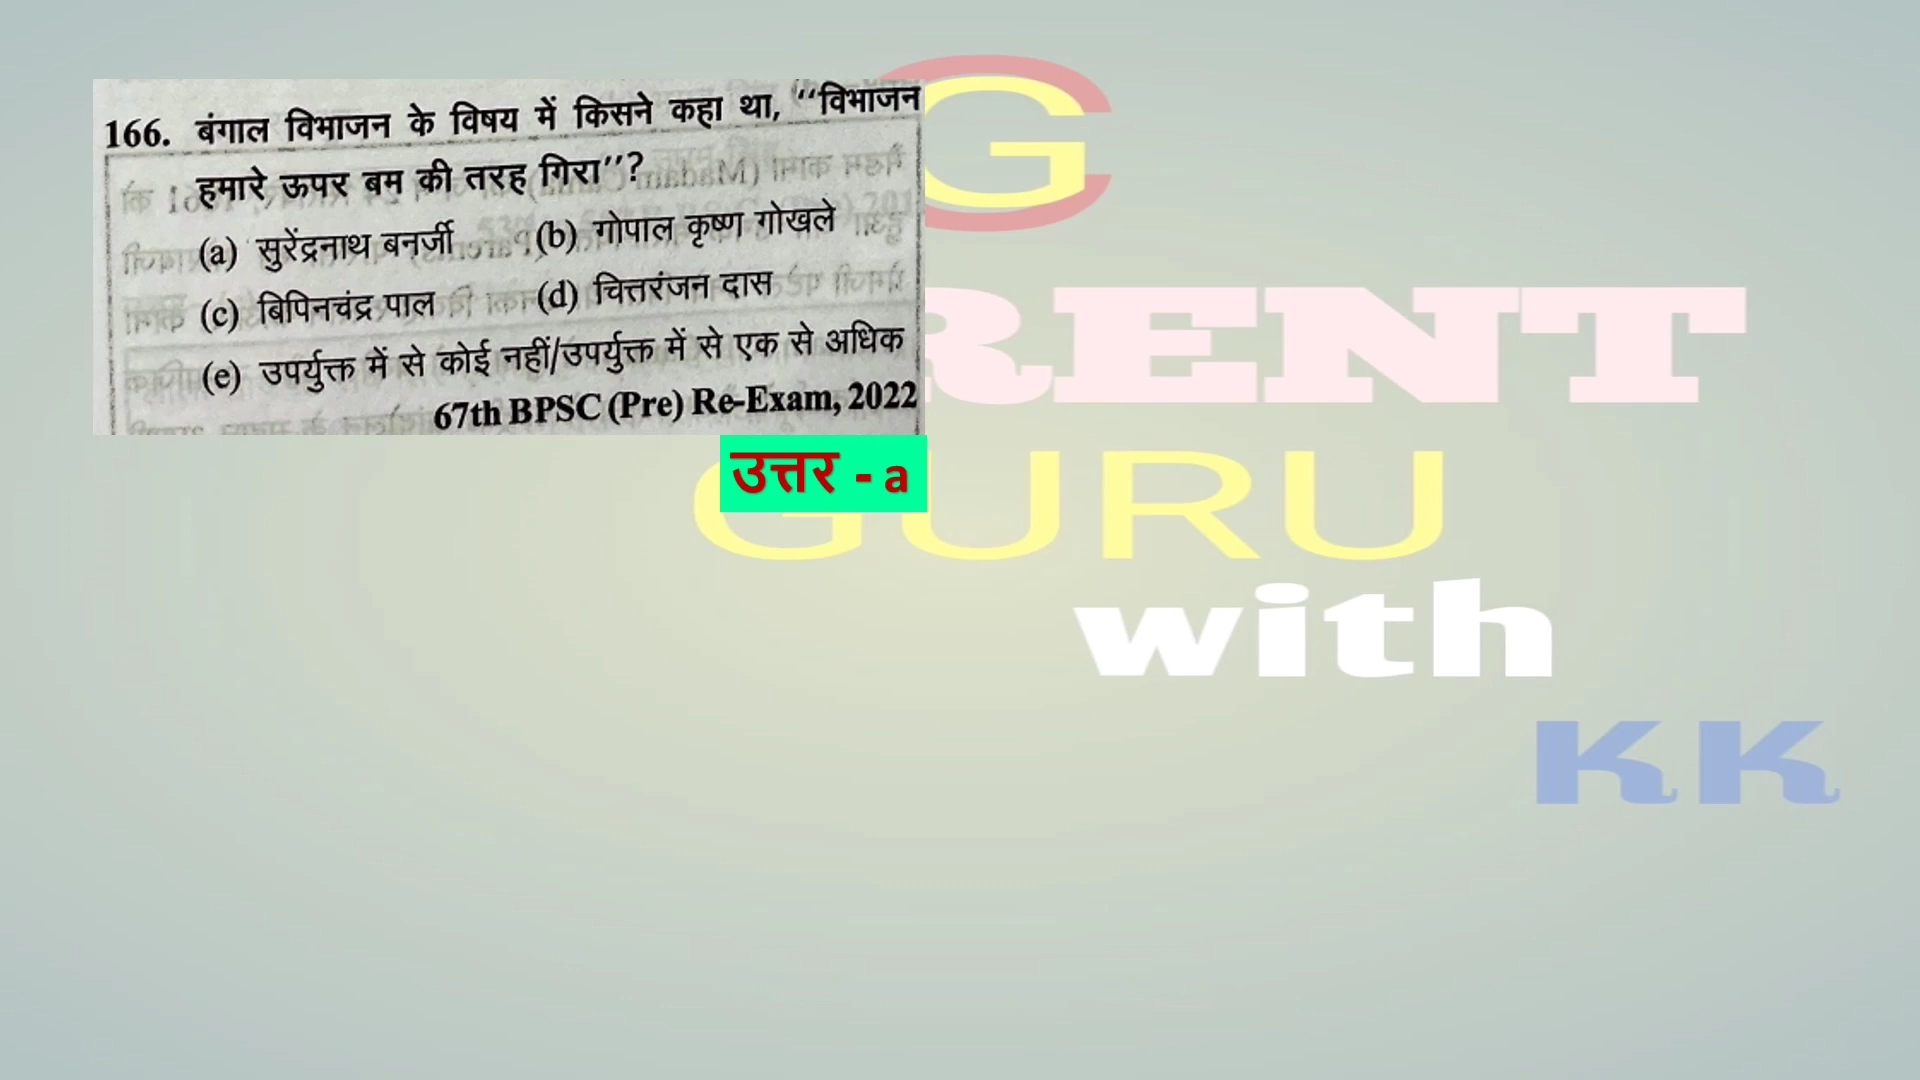 166. बंगाल विभाजन के विषय में किसने कहा था, ‘‘विभाजन
हमारे ऊपर बम की तरह गिरा’’?
(a) सुरेंद्रनाथ बनर्जी (b) गोपाल कृष्ण गोखले
(c) बिपिनचंद्र पाल (d) चित्तरंजन दास
(e) उपर्युक्त में से कोई नहीं/उपर्युक्त में से एक से अधिक
67th BPSC (Pre) Re-Exam, 2022
उत्तर - a
G
RENT
GURU
with
KK